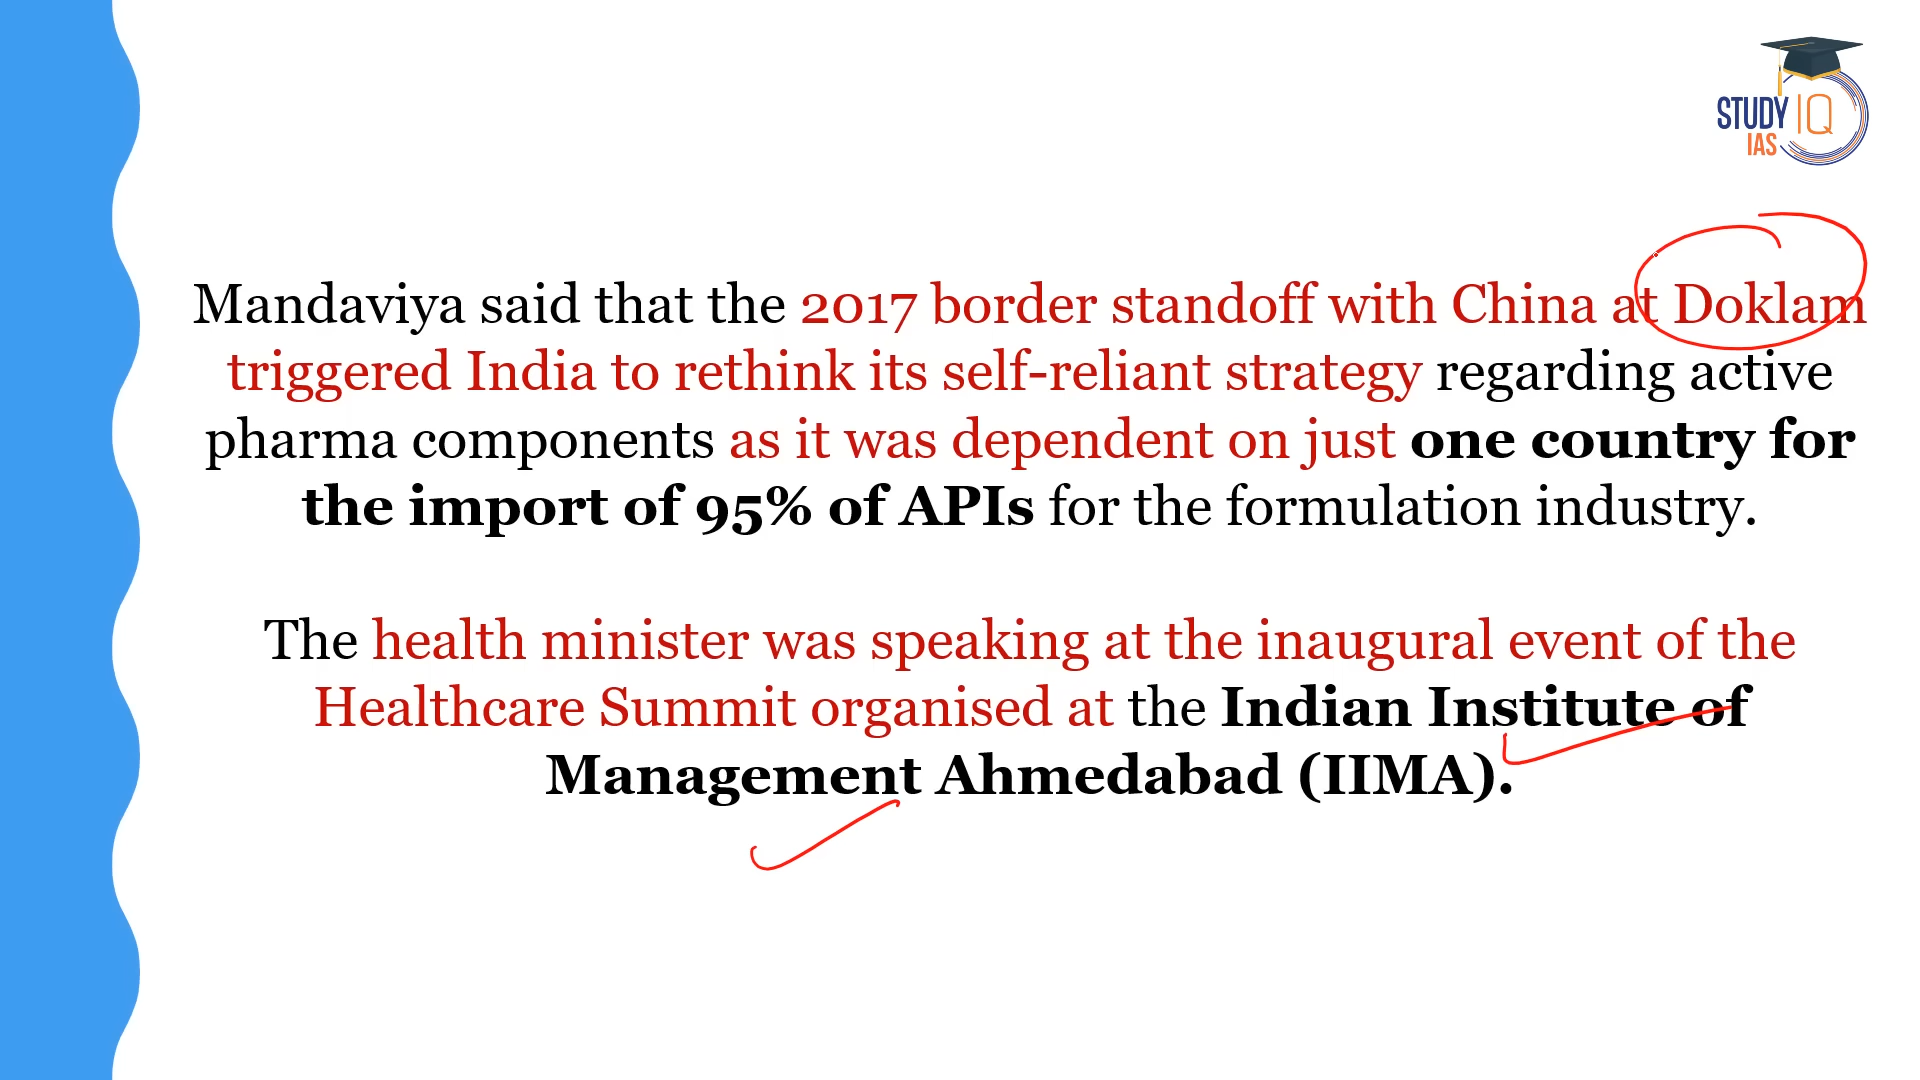 STUDY IQ
IAS
Mandaviya said that the 2017 border standoff with China at Doklam
triggered India to rethink its self-reliant strategy regarding active
pharma components as it was dependent on just one country for
the import of 95% of APIs for the formulation industry.
The health minister was speaking at the inaugural event of the
Healthcare Summit organised at the Indian Institute of
Management Ahmedabad (IIMA).